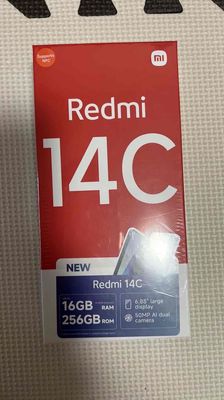 Supports
NFC
mi
Redmi
14C
NEW
Redmi 14C
16GB RAM
256GB ROM
6.88" large
display
50MP AI dual
camera